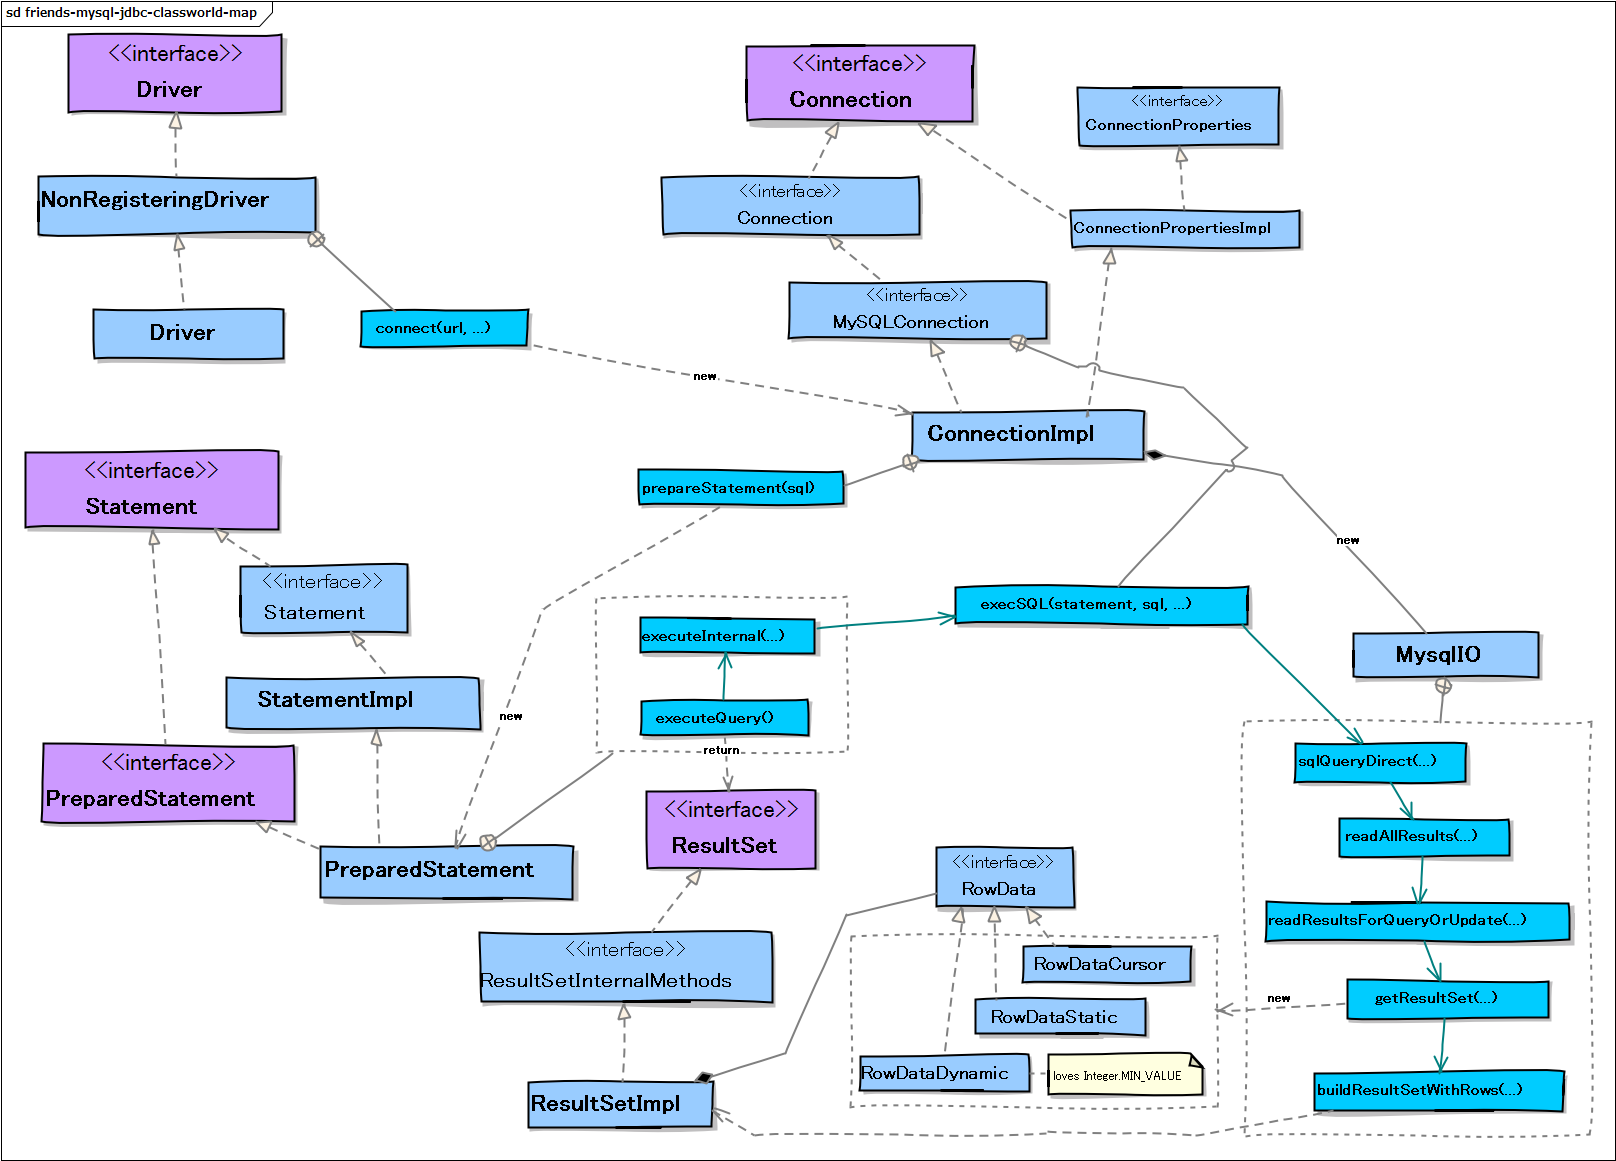 sd friends-mysql-jdbc-classworld-map
<<interface>>
Driver
<<interface>>
Connection
<<interface>>
ConnectionProperties
NonRegisteringDriver
<<interface>>
Connection
ConnectionPropertiesImpl
Driver
connect(url, ...)
<<interface>>
MySQLConnection
new
ConnectionImpl
<<interface>>
Statement
prepareStatement(sql)
new
<<interface>>
Statement
execSQL(statement, sql, ...)
executeInternal(...)
MysqlIO
StatementImpl
new
executeQuery()
return
<<interface>>
PreparedStatement
sqlQueryDirect(...)
<<interface>>
ResultSet
readAllResults(...)
PreparedStatement
<<interface>>
RowData
readResultsForQueryOrUpdate(...)
<<interface>>
ResultSetInternalMethods
RowDataCursor
new
getResultSet(...)
RowDataStatic
RowDataDynamic
loves Integer.MIN_VALUE
buildResultSetWithRows(...)
ResultSetImpl